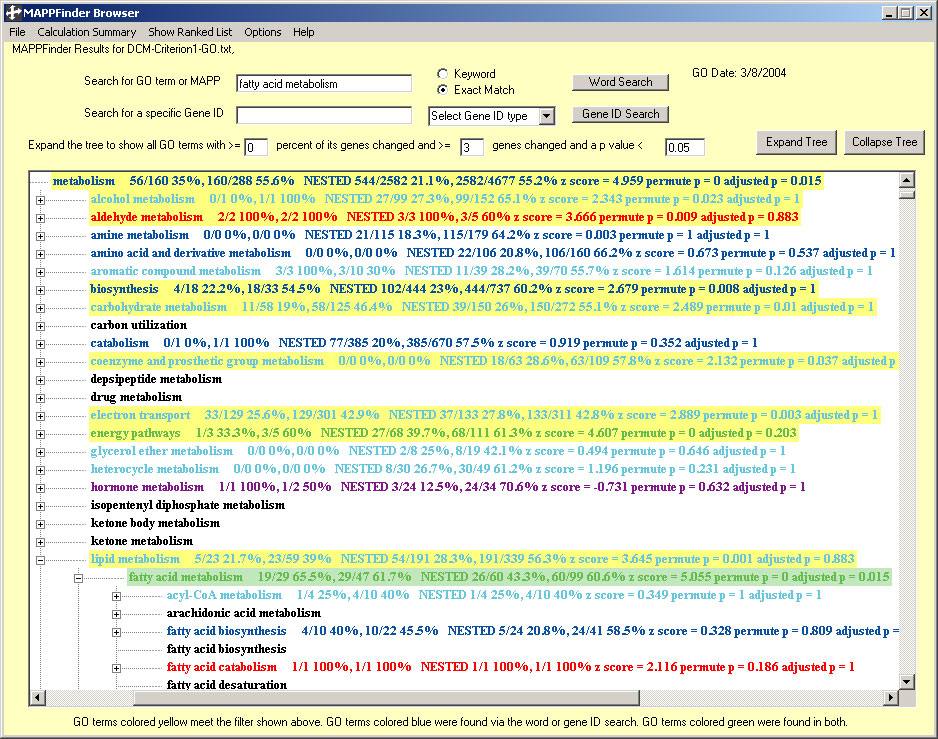 MAPPFinder Browser
File Calculation Summary Show Ranked List Options Help
MAPPFinder Results for DCM-Criterion1-GO.txt,
Search for GO term or MAPP fatty acid metabolism Keyword Exact Match Word Search GO Date: 3/8/2004
Search for a specific Gene ID Select Gene ID type Gene ID Search
Expand the tree to show all GO terms with >= 0 percent of its genes changed and >= 3 genes changed and a p value < 0.05 Expand Tree Collapse Tree
metabolism 56/160 35%, 160/288 55.6% NESTED 544/2582 21.1%, 2582/4677 55.2% z score = 4.959 permute p = 0 adjusted p = 0.015
alcohol metabolism 0/1 0%, 1/1 100% NESTED 27/99 27.3%, 99/152 65.1% z score = 2.343 permute p = 0.023 adjusted p = 1
aldehyde metabolism 2/2 100%, 2/2 100% NESTED 3/3 100%, 3/5 60% z score = 3.666 permute p = 0.009 adjusted p = 0.883
amine metabolism 0/0 0%, 0/0 0% NESTED 21/115 18.3%, 115/179 64.2% z score = 0.003 permute p = 1 adjusted p = 1
amino acid and derivative metabolism 0/0 0%, 0/0 0% NESTED 22/106 20.8%, 106/160 66.2% z score = 0.673 permute p = 0.537 adjusted p = 1
aromatic compound metabolism 3/3 100%, 3/10 30% NESTED 11/39 28.2%, 39/70 55.7% z score = 1.614 permute p = 0.126 adjusted p = 1
biosynthesis 4/18 22.2%, 18/33 54.5% NESTED 102/444 23%, 444/737 60.2% z score = 2.679 permute p = 0.008 adjusted p = 1
carbohydrate metabolism 11/58 19%, 58/125 46.4% NESTED 39/150 26%, 150/272 55.1% z score = 2.489 permute p = 0.01 adjusted p = 1
carbon utilization
catabolism 0/1 0%, 1/1 100% NESTED 77/385 20%, 385/670 57.5% z score = 0.919 permute p = 0.352 adjusted p = 1
coenzyme and prosthetic group metabolism 0/0 0%, 0/0 0% NESTED 18/63 28.6%, 63/109 57.8% z score = 2.132 permute p = 0.037 adjusted p
depsipeptide metabolism
drug metabolism
electron transport 33/129 25.6%, 129/301 42.9% NESTED 37/133 27.8%, 133/311 42.8% z score = 2.889 permute p = 0.003 adjusted p = 1
energy pathways 1/3 33.3%, 3/5 60% NESTED 27/68 39.7%, 68/111 61.3% z score = 4.607 permute p = 0 adjusted p = 0.203
glycerol ether metabolism 0/0 0%, 0/0 0% NESTED 2/8 25%, 8/19 42.1% z score = 0.494 permute p = 0.646 adjusted p = 1
heterocycle metabolism 0/0 0%, 0/0 0% NESTED 8/30 26.7%, 30/49 61.2% z score = 1.196 permute p = 0.231 adjusted p = 1
hormone metabolism 1/1 100%, 1/2 50% NESTED 3/24 12.5%, 24/34 70.6% z score = -0.731 permute p = 0.632 adjusted p = 1
isopentenyl diphosphate metabolism
ketone body metabolism
ketone metabolism
lipid metabolism 5/23 21.7%, 23/59 39% NESTED 54/191 28.3%, 191/339 56.3% z score = 3.645 permute p = 0.001 adjusted p = 0.883
fatty acid metabolism 19/29 65.5%, 29/47 61.7% NESTED 26/60 43.3%, 60/99 60.6% z score = 5.055 permute p = 0 adjusted p = 0.015
acyl-CoA metabolism 1/4 25%, 4/10 40% NESTED 1/4 25%, 4/10 40% z score = 0.349 permute p = 1 adjusted p = 1
arachidonic acid metabolism
fatty acid biosynthesis 4/10 40%, 10/22 45.5% NESTED 5/24 20.8%, 24/41 58.5% z score = 0.328 permute p = 0.809 adjusted p =
fatty acid biosynthesis
fatty acid catabolism 1/1 100%, 1/1 100% NESTED 1/1 100%, 1/1 100% z score = 2.116 permute p = 0.186 adjusted p = 1
fatty acid desaturation
GO terms colored yellow meet the filter shown above. GO terms colored blue were found via the word or gene ID search. GO terms colored green were found in both.